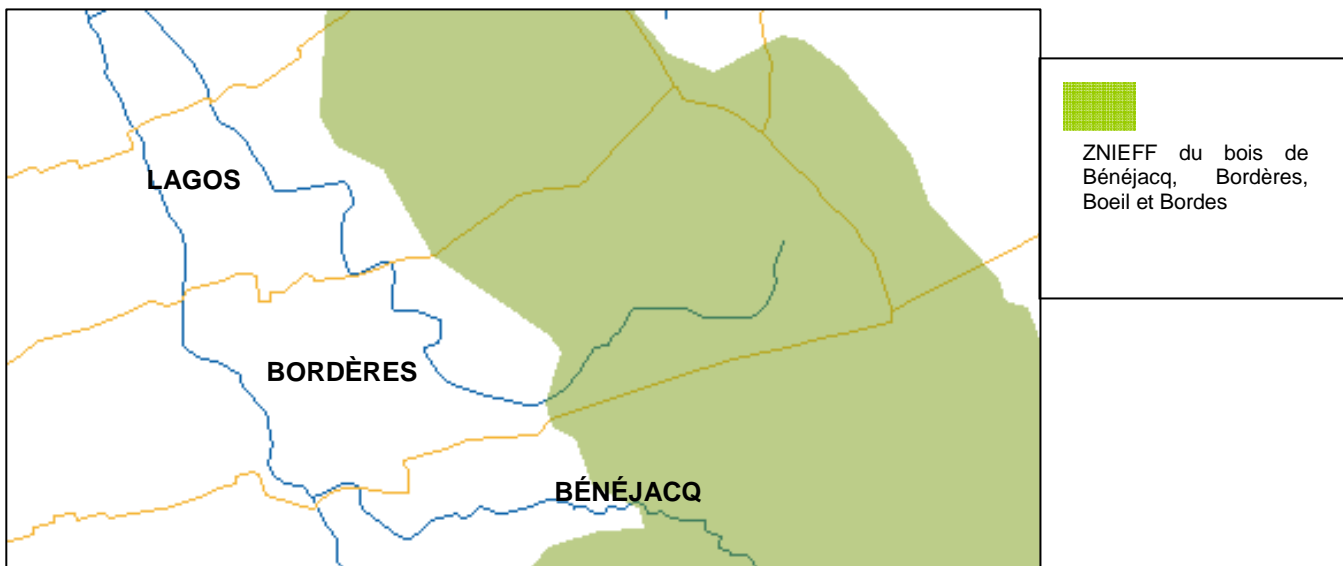 LAGOS
BORDÈRES
BÉNÉJACQ
ZNIEFF du bois de
Bénéjacq, Bordères,
Boeil et Bordes